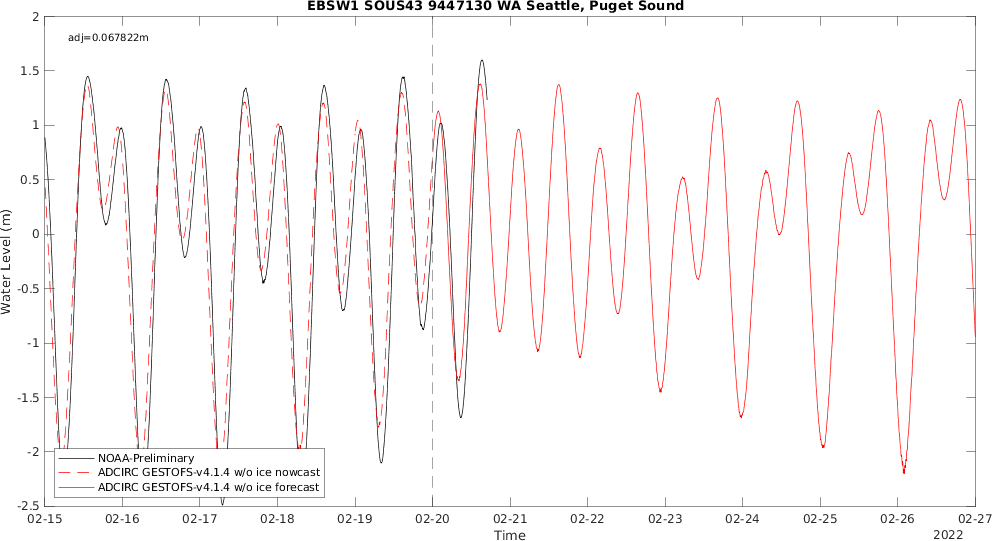 EBSW1 SOUS43 9447130 WA Seattle, Puget Sound
adj=0.067822m
2
1.5
1
0.5
0
-0.5
-1
-1.5
-2
-2.5
Water Level (m)
NOAA-Preliminary
ADCIRC GESTOFS-v4.1.4 w/o ice nowcast
ADCIRC GESTOFS-v4.1.4 w/o ice forecast
02-15 02-16 02-17 02-18 02-19 02-20 02-21 02-22 02-23 02-24 02-25 02-26 02-27
Time
2022